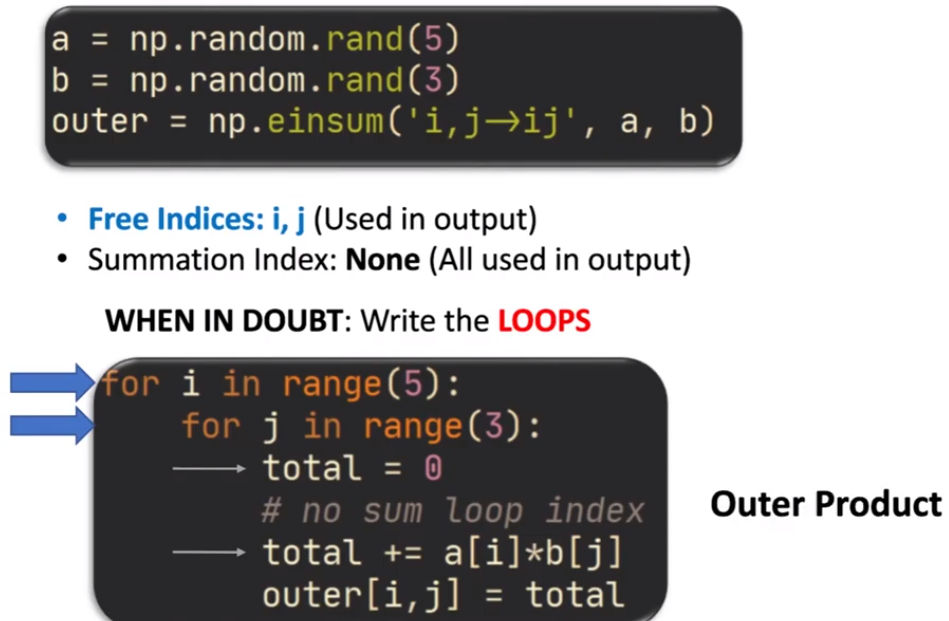 a = np.random.rand(5)
b = np.random.rand(3)
outer = np.einsum('i,j→ij', a, b)
• Free Indices: i, j (Used in output)
• Summation Index: None (All used in output)
WHEN IN DOUBT: Write the LOOPS
for i in range(5):
    for j in range(3):
        total = 0
        # no sum loop index
        total += a[i]*b[j]
        outer[i,j] = total
Outer Product